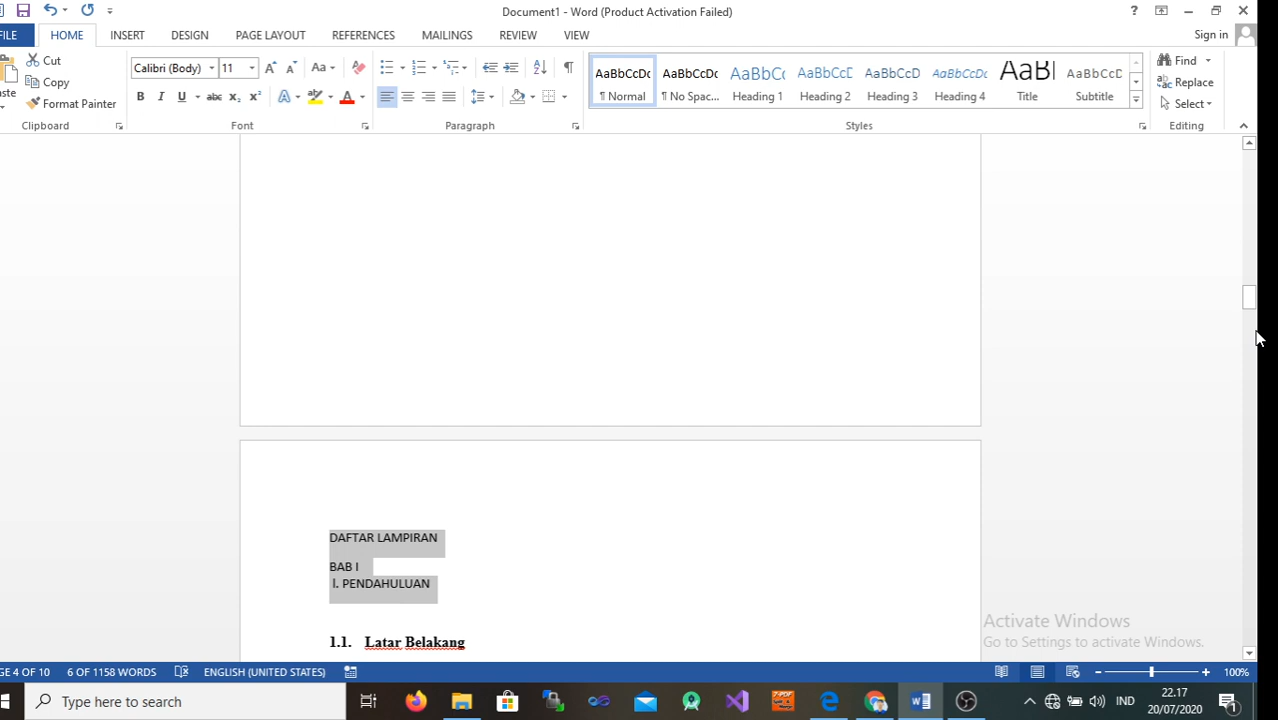 Document1 - Word (Product Activation Failed)
FILE HOME INSERT DESIGN PAGE LAYOUT REFERENCES MAILINGS REVIEW VIEW Sign in
Cut
Copy
Format Painter
Clipboard
Calibri (Body) 11
Font
Paragraph
AaBbCcDc AaBbCcDc AaBbCc AaBbCcD AaBbCcD AaBbCcD AaBl AaBbCcD
¶ Normal ¶ No Spac... Heading 1 Heading 2 Heading 3 Heading 4 Title Subtitle
Styles
Find
Replace
Select
Editing
DAFTAR LAMPIRAN
BAB I
I. PENDAHULUAN
1.1. Latar Belakang
Activate Windows
Go to Settings to activate Windows.
GE 4 OF 10 6 OF 1158 WORDS ENGLISH (UNITED STATES) 100%
Type here to search
IND
22.17
20/07/2020